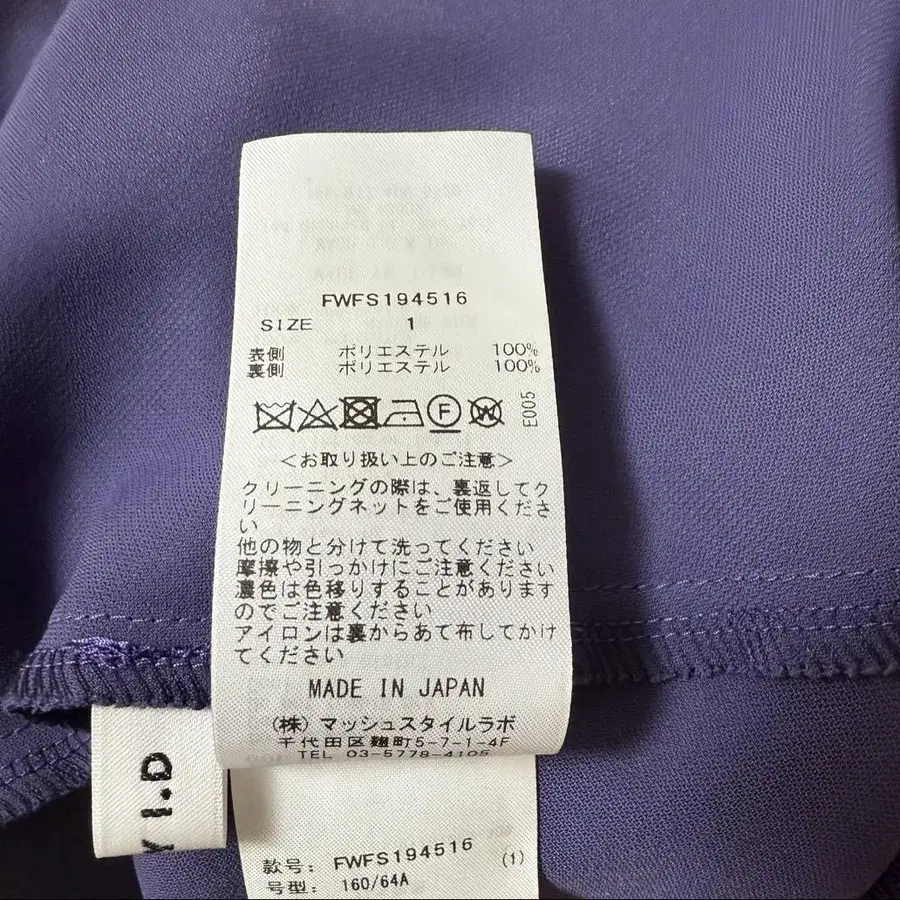 FWFS194516
SIZE 1
表側 ポリエステル 100%
裏側 ポリエステル 100%
F W E005
<お取り扱い上のご注意>
クリーニングの際は、裏返してク
リーニングネットをご使用くださ
い
他の物と分けて洗ってください
摩擦や引っかけにご注意ください
濃色は色移りすることがあります
のでご注意ください
アイロンは裏からあて布してかけ
てください
MADE IN JAPAN
(株)マッシュスタイルラボ
千代田区麹町5-7-1-4F
TEL 03-5778-4105
Y I.D
款号: FWFS194516 (1)
号型: 160/64A